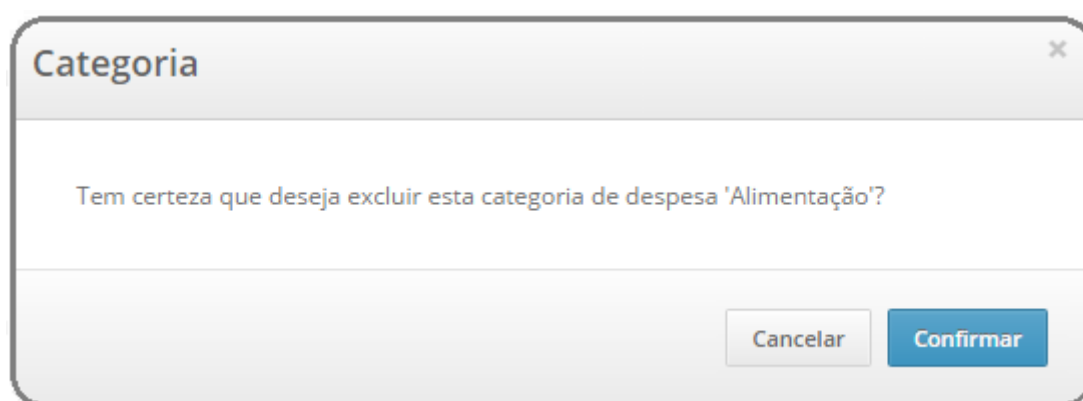 Categoria
×
Tem certeza que deseja excluir esta categoria de despesa 'Alimentação'?
Cancelar
Confirmar